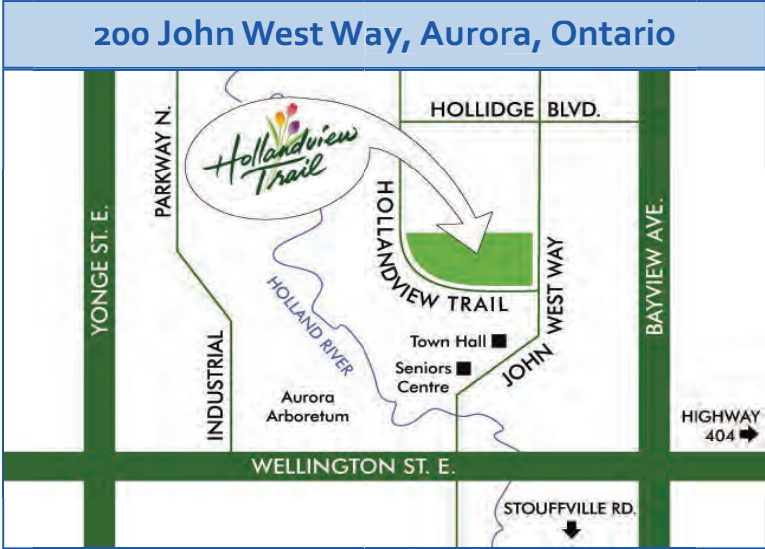 200 John West Way, Aurora, Ontario
HOLLIDGE BLVD.
PARKWAY N.
Hollandview
Trail
HOLLANDVIEW TRAIL
YONGE ST. E.
BAYVIEW AVE.
JOHN WEST WAY
HOLLAND RIVER
INDUSTRIAL
Town Hall
Seniors
Centre
Aurora
Arboretum
HIGHWAY
404
WELLINGTON ST. E.
STOUFFVILLE RD.